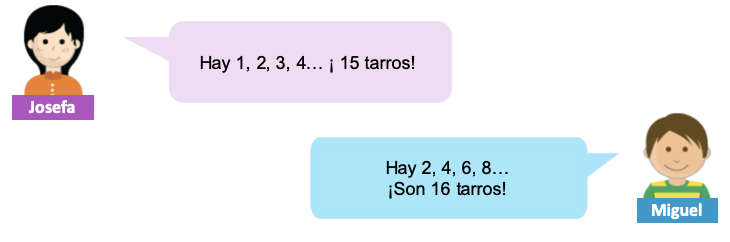 Hay 1, 2, 3, 4... ¡ 15 tarros!
Josefa
Hay 2, 4, 6, 8...
¡Son 16 tarros!
Miguel